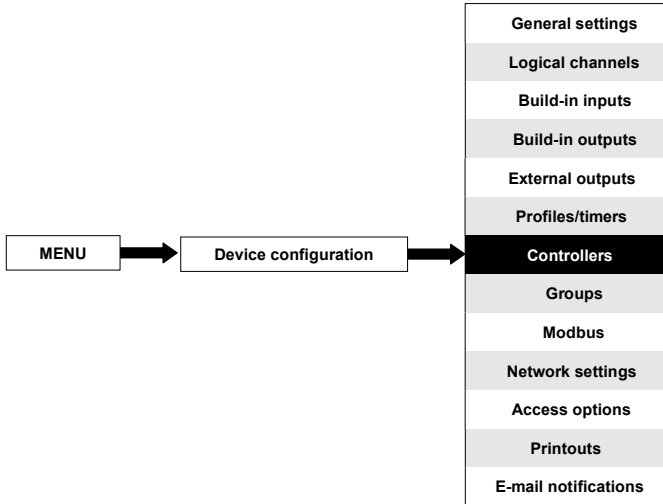 General settings
Logical channels
Build-in inputs
Build-in outputs
External outputs
Profiles/timers
MENU
Device configuration
Controllers
Groups
Modbus
Network settings
Access options
Printouts
E-mail notifications